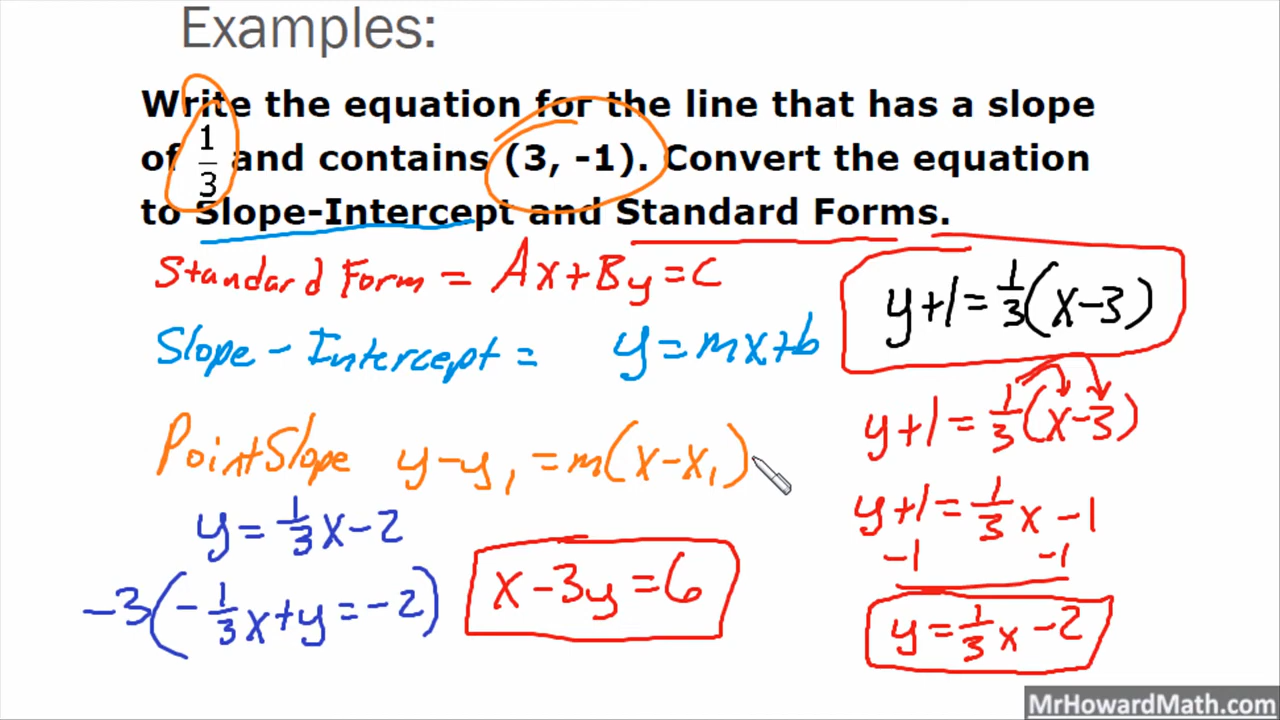 Examples:
Write the equation for the line that has a slope
of 1/3 and contains (3, -1). Convert the equation
to Slope-Intercept and Standard Forms.
Standard Form = Ax+By=C
Slope - Intercept = y=mx+b
Point Slope y-y₁=m(x-x₁)
y=1/3x-2
-3(-1/3x+y=-2)
x-3y=6
y+1=1/3(x-3)
y+1=1/3(x-3)
y+1=1/3x-1
-1 -1
y=1/3x-2
MrHowardMath.com